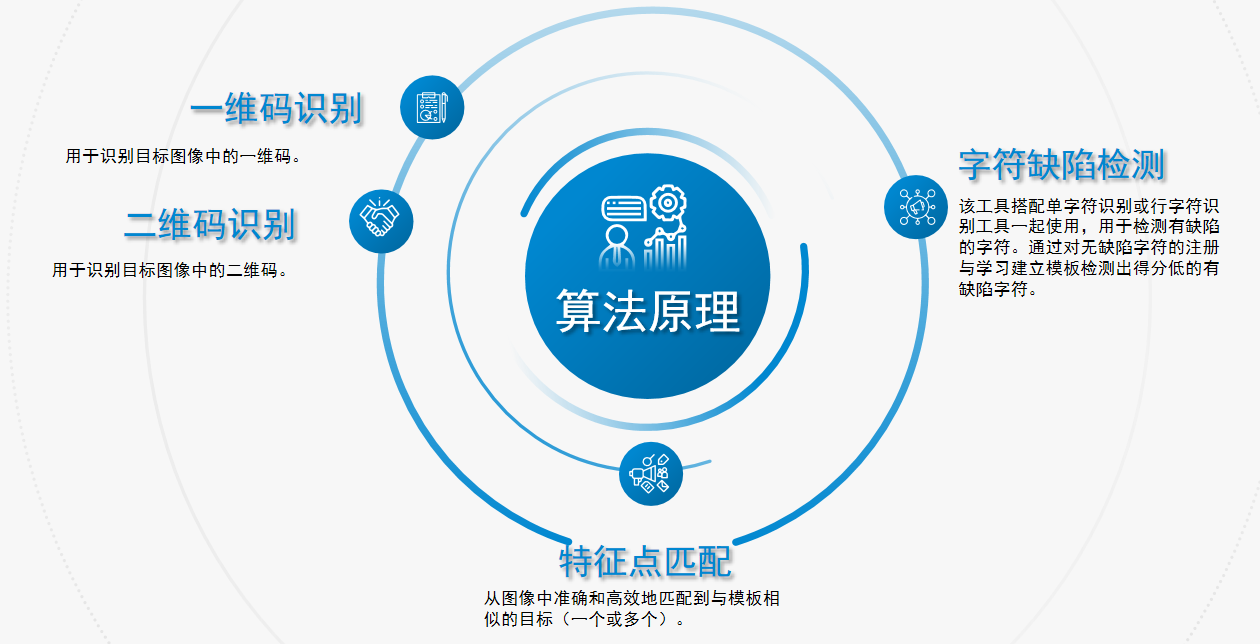 一维码识别
用于识别目标图像中的一维码。
二维码识别
用于识别目标图像中的二维码。
算法原理
字符缺陷检测
该工具搭配单字符识别或行字符识
别工具一起使用，用于检测有缺陷
的字符。通过对无缺陷字符的注册
与学习建立模板检测出得分低的有
缺陷字符。
特征点匹配
从图像中准确和高效地匹配到与模板相
似的目标（一个或多个）。